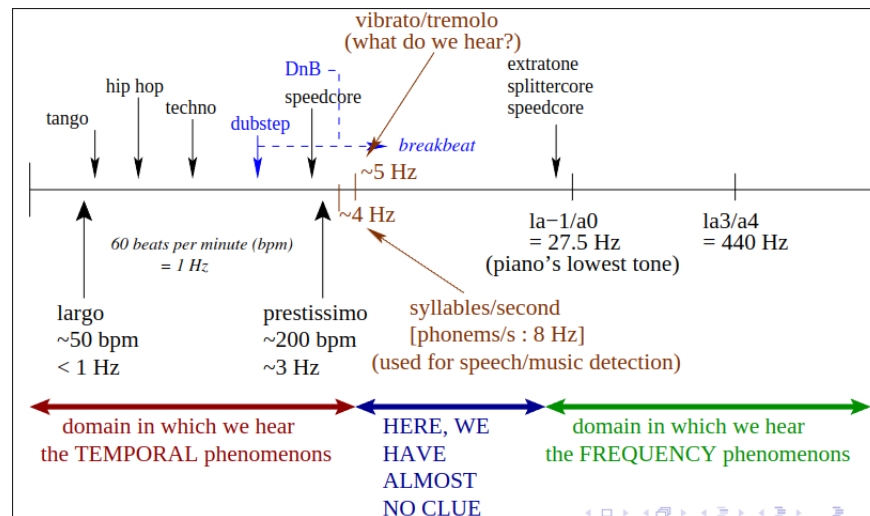 vibrato/tremolo
(what do we hear?)
DnB
extratone
splittercore
speedcore
hip hop
speedcore
techno
tango
dubstep
breakbeat
~5 Hz
~4 Hz
la−1/a0
= 27.5 Hz
(piano's lowest tone)
la3/a4
= 440 Hz
60 beats per minute (bpm)
= 1 Hz
largo
~50 bpm
< 1 Hz
prestissimo
~200 bpm
~3 Hz
syllables/second
[phonems/s : 8 Hz]
(used for speech/music detection)
domain in which we hear
the TEMPORAL phenomenons
HERE, WE
HAVE
ALMOST
NO CLUE
domain in which we hear
the FREQUENCY phenomenons